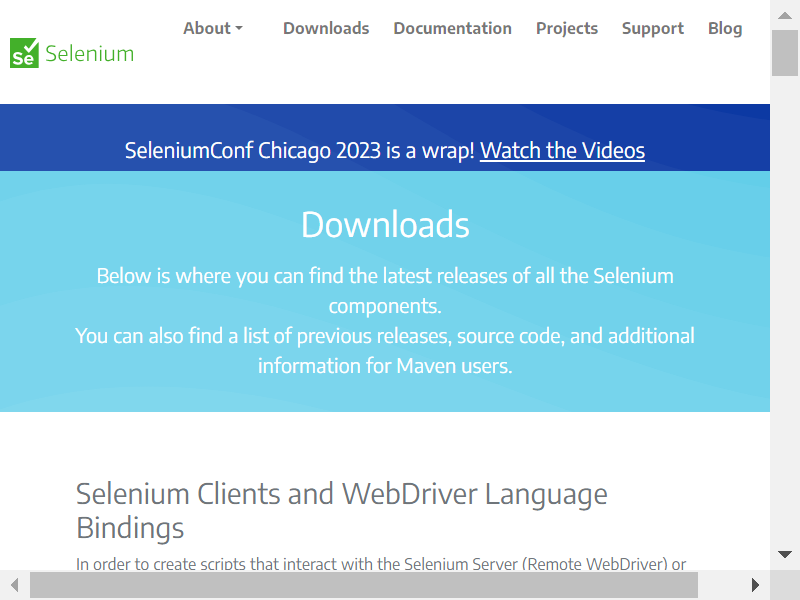 About
Downloads
Documentation
Projects
Support
Blog
Se Selenium
SeleniumConf Chicago 2023 is a wrap! Watch the Videos
Downloads
Below is where you can find the latest releases of all the Selenium
components.
You can also find a list of previous releases, source code, and additional
information for Maven users.
Selenium Clients and WebDriver Language
Bindings
In order to create scripts that interact with the Selenium Server (Remote WebDriver) or